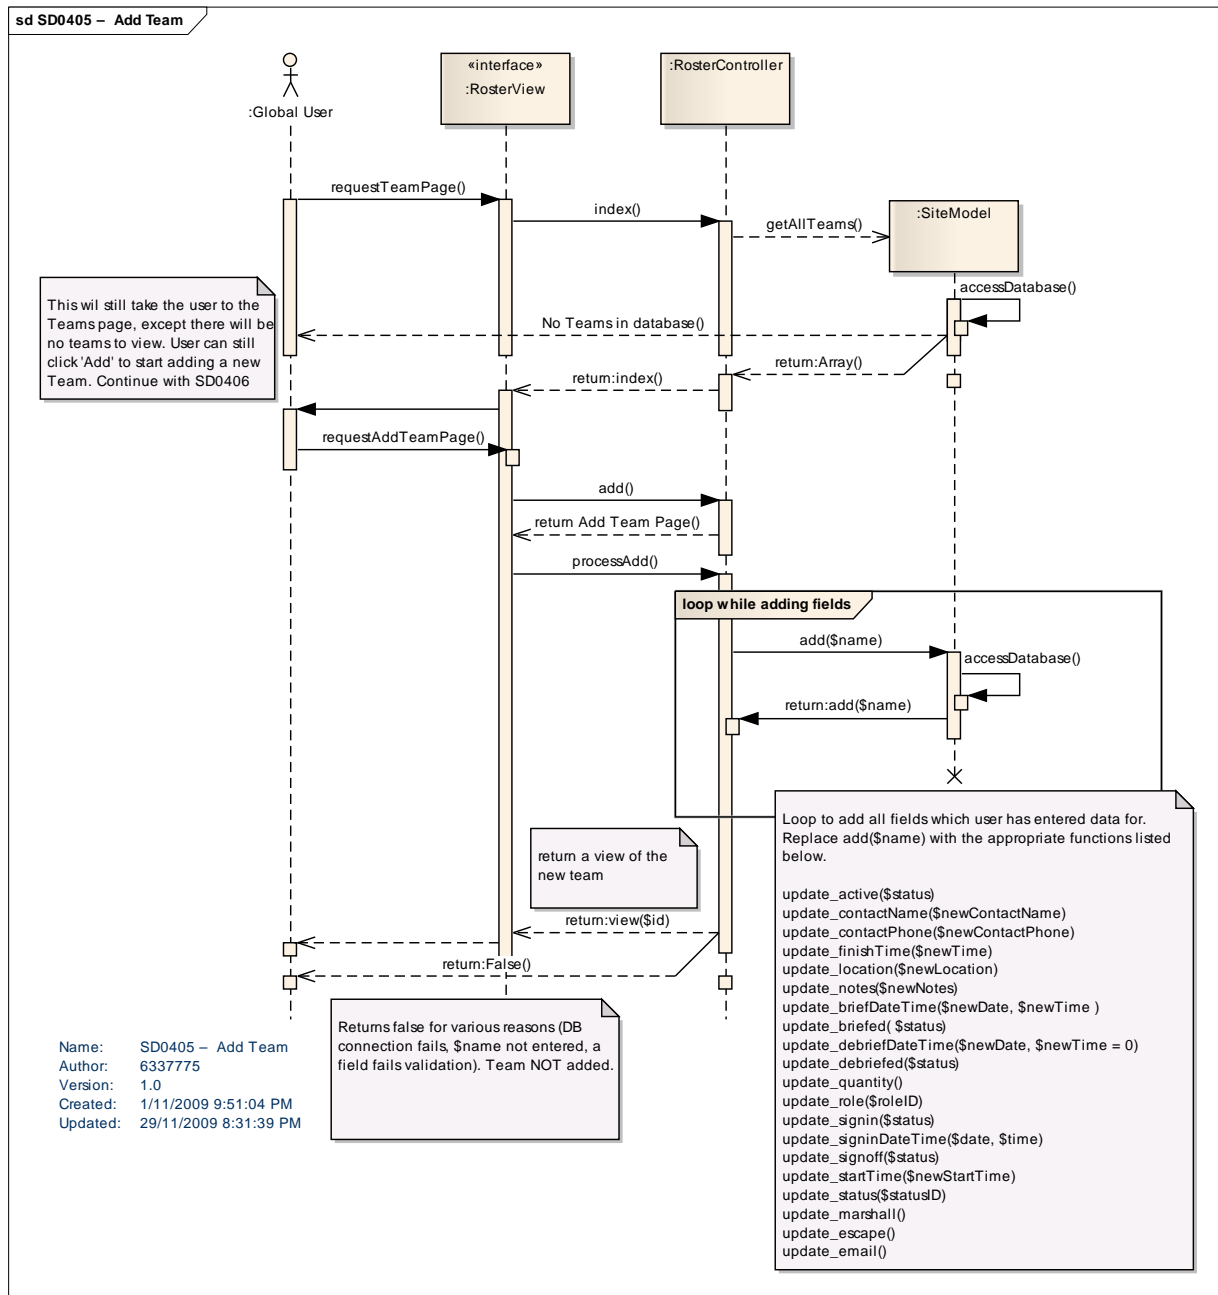 sd SD0405 – Add Team
:Global User
«interface»
:RosterView
:RosterController
requestTeamPage()
index()
getAllTeams()
:SiteModel
accessDatabase()
This wil still take the user to the
Teams page, except there will be
no teams to view. User can still
click 'Add' to start adding a new
Team. Continue with SD0406
No Teams in database()
return:Array()
return:index()
requestAddTeamPage()
add()
return Add Team Page()
processAdd()
loop while adding fields
add($name)
accessDatabase()
return:add($name)
Loop to add all fields which user has entered data for.
Replace add($name) with the appropriate functions listed
below.
update_active($status)
update_contactName($newContactName)
update_contactPhone($newContactPhone)
update_finishTime($newTime)
update_location($newLocation)
update_notes($newNotes)
update_briefDateTime($newDate, $newTime )
update_briefed( $status)
update_debriefDateTime($newDate, $newTime = 0)
update_debriefed($status)
update_quantity()
update_role($roleID)
update_signin($status)
update_signinDateTime($date, $time)
update_signoff($status)
update_startTime($newStartTime)
update_status($statusID)
update_marshall()
update_escape()
update_email()
return a view of the
new team
return:view($id)
return:False()
Returns false for various reasons (DB
connection fails, $name not entered, a
field fails validation). Team NOT added.
Name: SD0405 – Add Team
Author: 6337775
Version: 1.0
Created: 1/11/2009 9:51:04 PM
Updated: 29/11/2009 8:31:39 PM